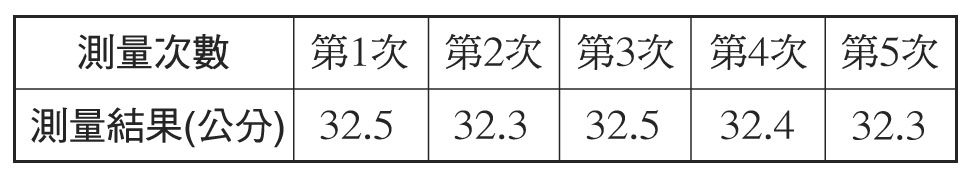 測量次數 第1次 第2次 第3次 第4次 第5次
測量結果(公分) 32.5 32.3 32.5 32.4 32.3